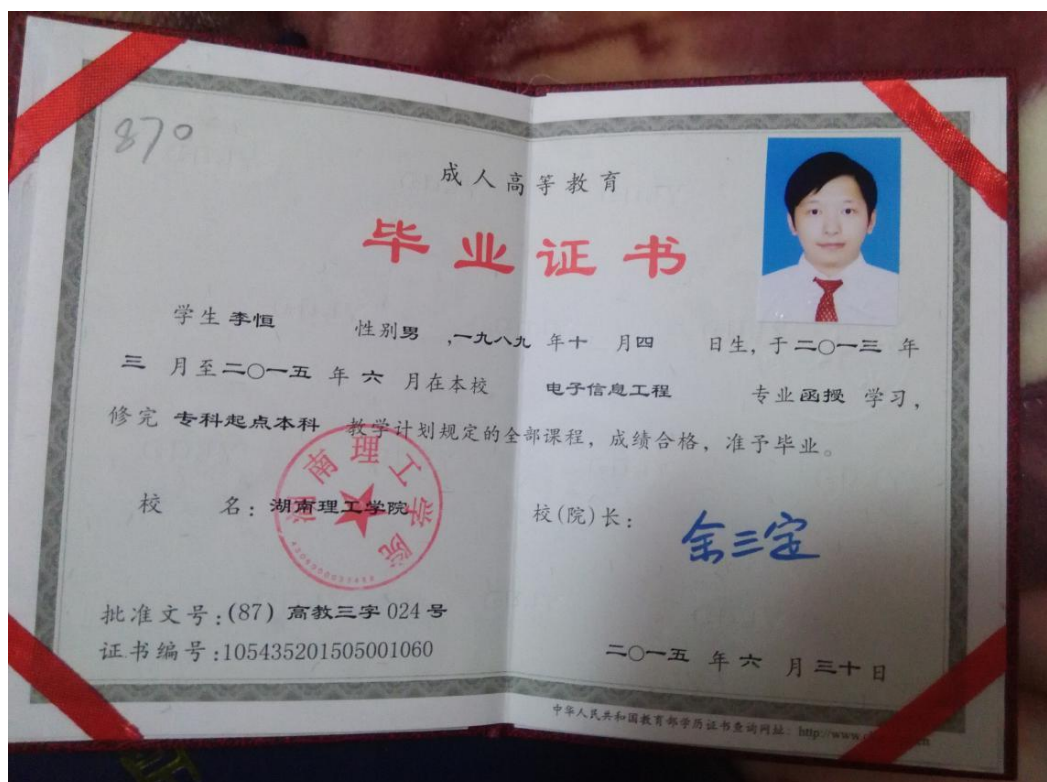 870
成人高等教育
毕业证书
学生 李恒 性别 男 ,一九八九 年 十 月 四 日生, 于 二〇一三 年
三 月至 二〇一五 年 六 月在本校 电子信息工程 专业 函授 学习,
修完 专科起点本科 教学计划规定的全部课程, 成绩合格, 准予毕业。
湖南理工学院
校 名: 湖南理工学院 校(院)长: 余三定
批准文号:(87) 高教三字 024 号
证书编号:105435201505001060
二〇一五 年 六 月 三十 日
中华人民共和国教育部学历证书查询网址: http://www.